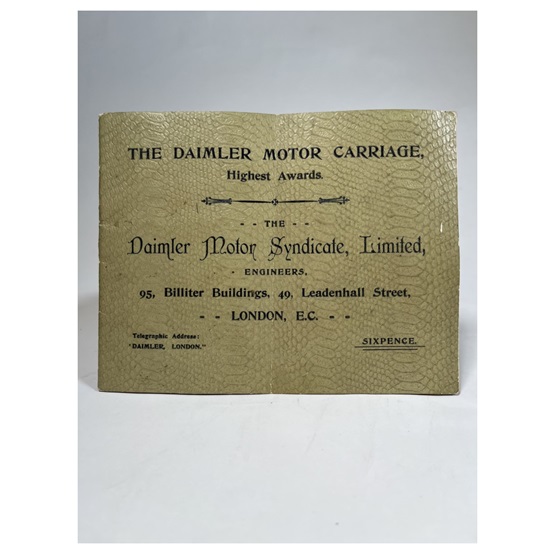 THE DAIMLER MOTOR CARRIAGE,
Highest Awards.
- - THE - -
Daimler Motor Syndicate, Limited,
- ENGINEERS,
95, Billiter Buildings, 49, Leadenhall Street,
- - LONDON, E.C. - -
Telegraphic Address:
"DAIMLER, LONDON."
SIXPENCE.